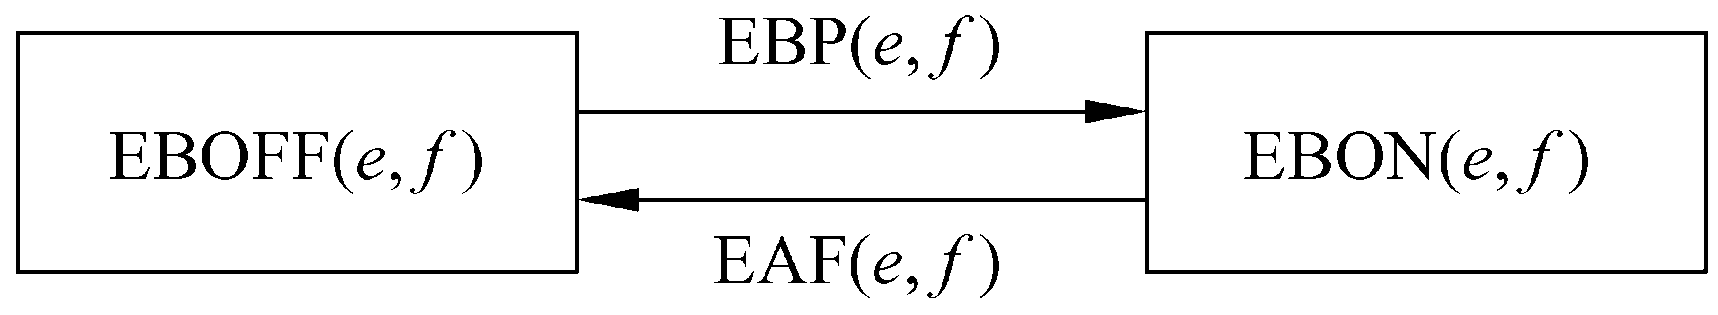 EBP(e, f)
EBOFF(e, f)
EBON(e, f)
EAF(e, f)